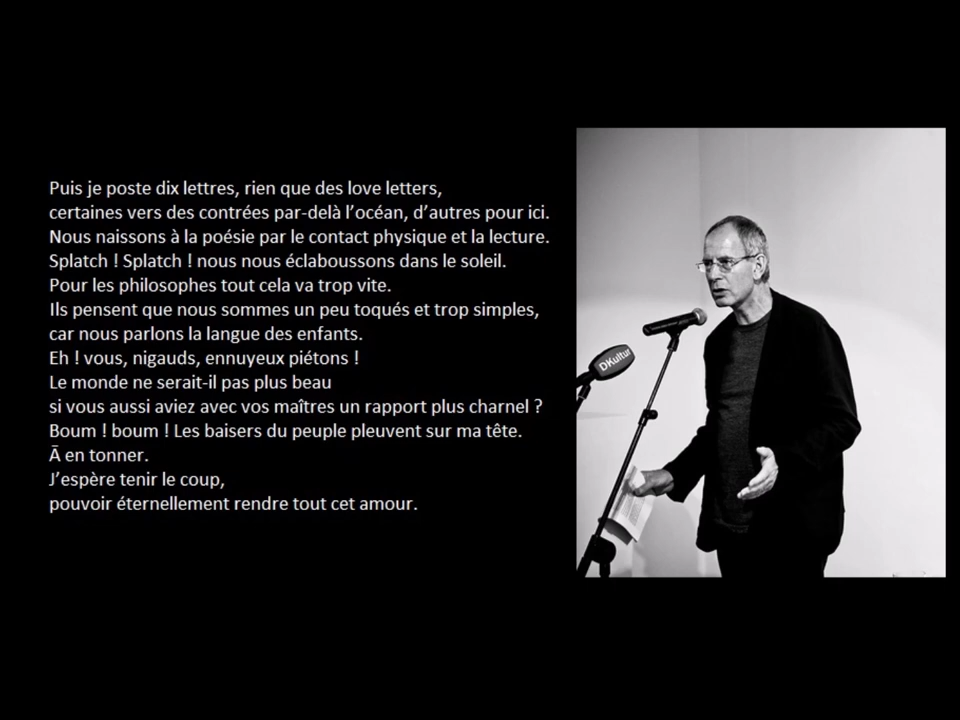 Puis je poste dix lettres, rien que des love letters,
certaines vers des contrées par-delà l’océan, d’autres pour ici.
Nous naissons à la poésie par le contact physique et la lecture.
Splatch ! Splatch ! nous nous éclaboussons dans le soleil.
Pour les philosophes tout cela va trop vite.
Ils pensent que nous sommes un peu toqués et trop simples,
car nous parlons la langue des enfants.
Eh ! vous, nigauds, ennuyeux piétons !
Le monde ne serait-il pas plus beau
si vous aussi aviez avec vos maîtres un rapport plus charnel ?
Boum ! boum ! Les baisers du peuple pleuvent sur ma tête.
Ā en tonner.
J’espère tenir le coup,
pouvoir éternellement rendre tout cet amour.
DKultur